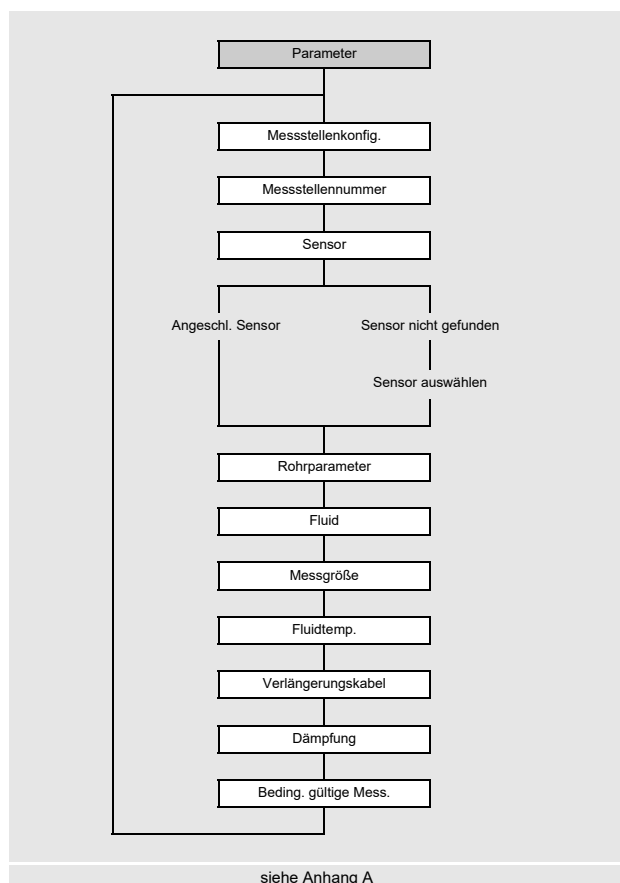 Parameter
Messstellenkonfig.
Messstellennummer
Sensor
Angeschl. Sensor
Sensor nicht gefunden
Sensor auswählen
Rohrparameter
Fluid
Messgröße
Fluidtemp.
Verlängerungskabel
Dämpfung
Beding. gültige Mess.
siehe Anhang A